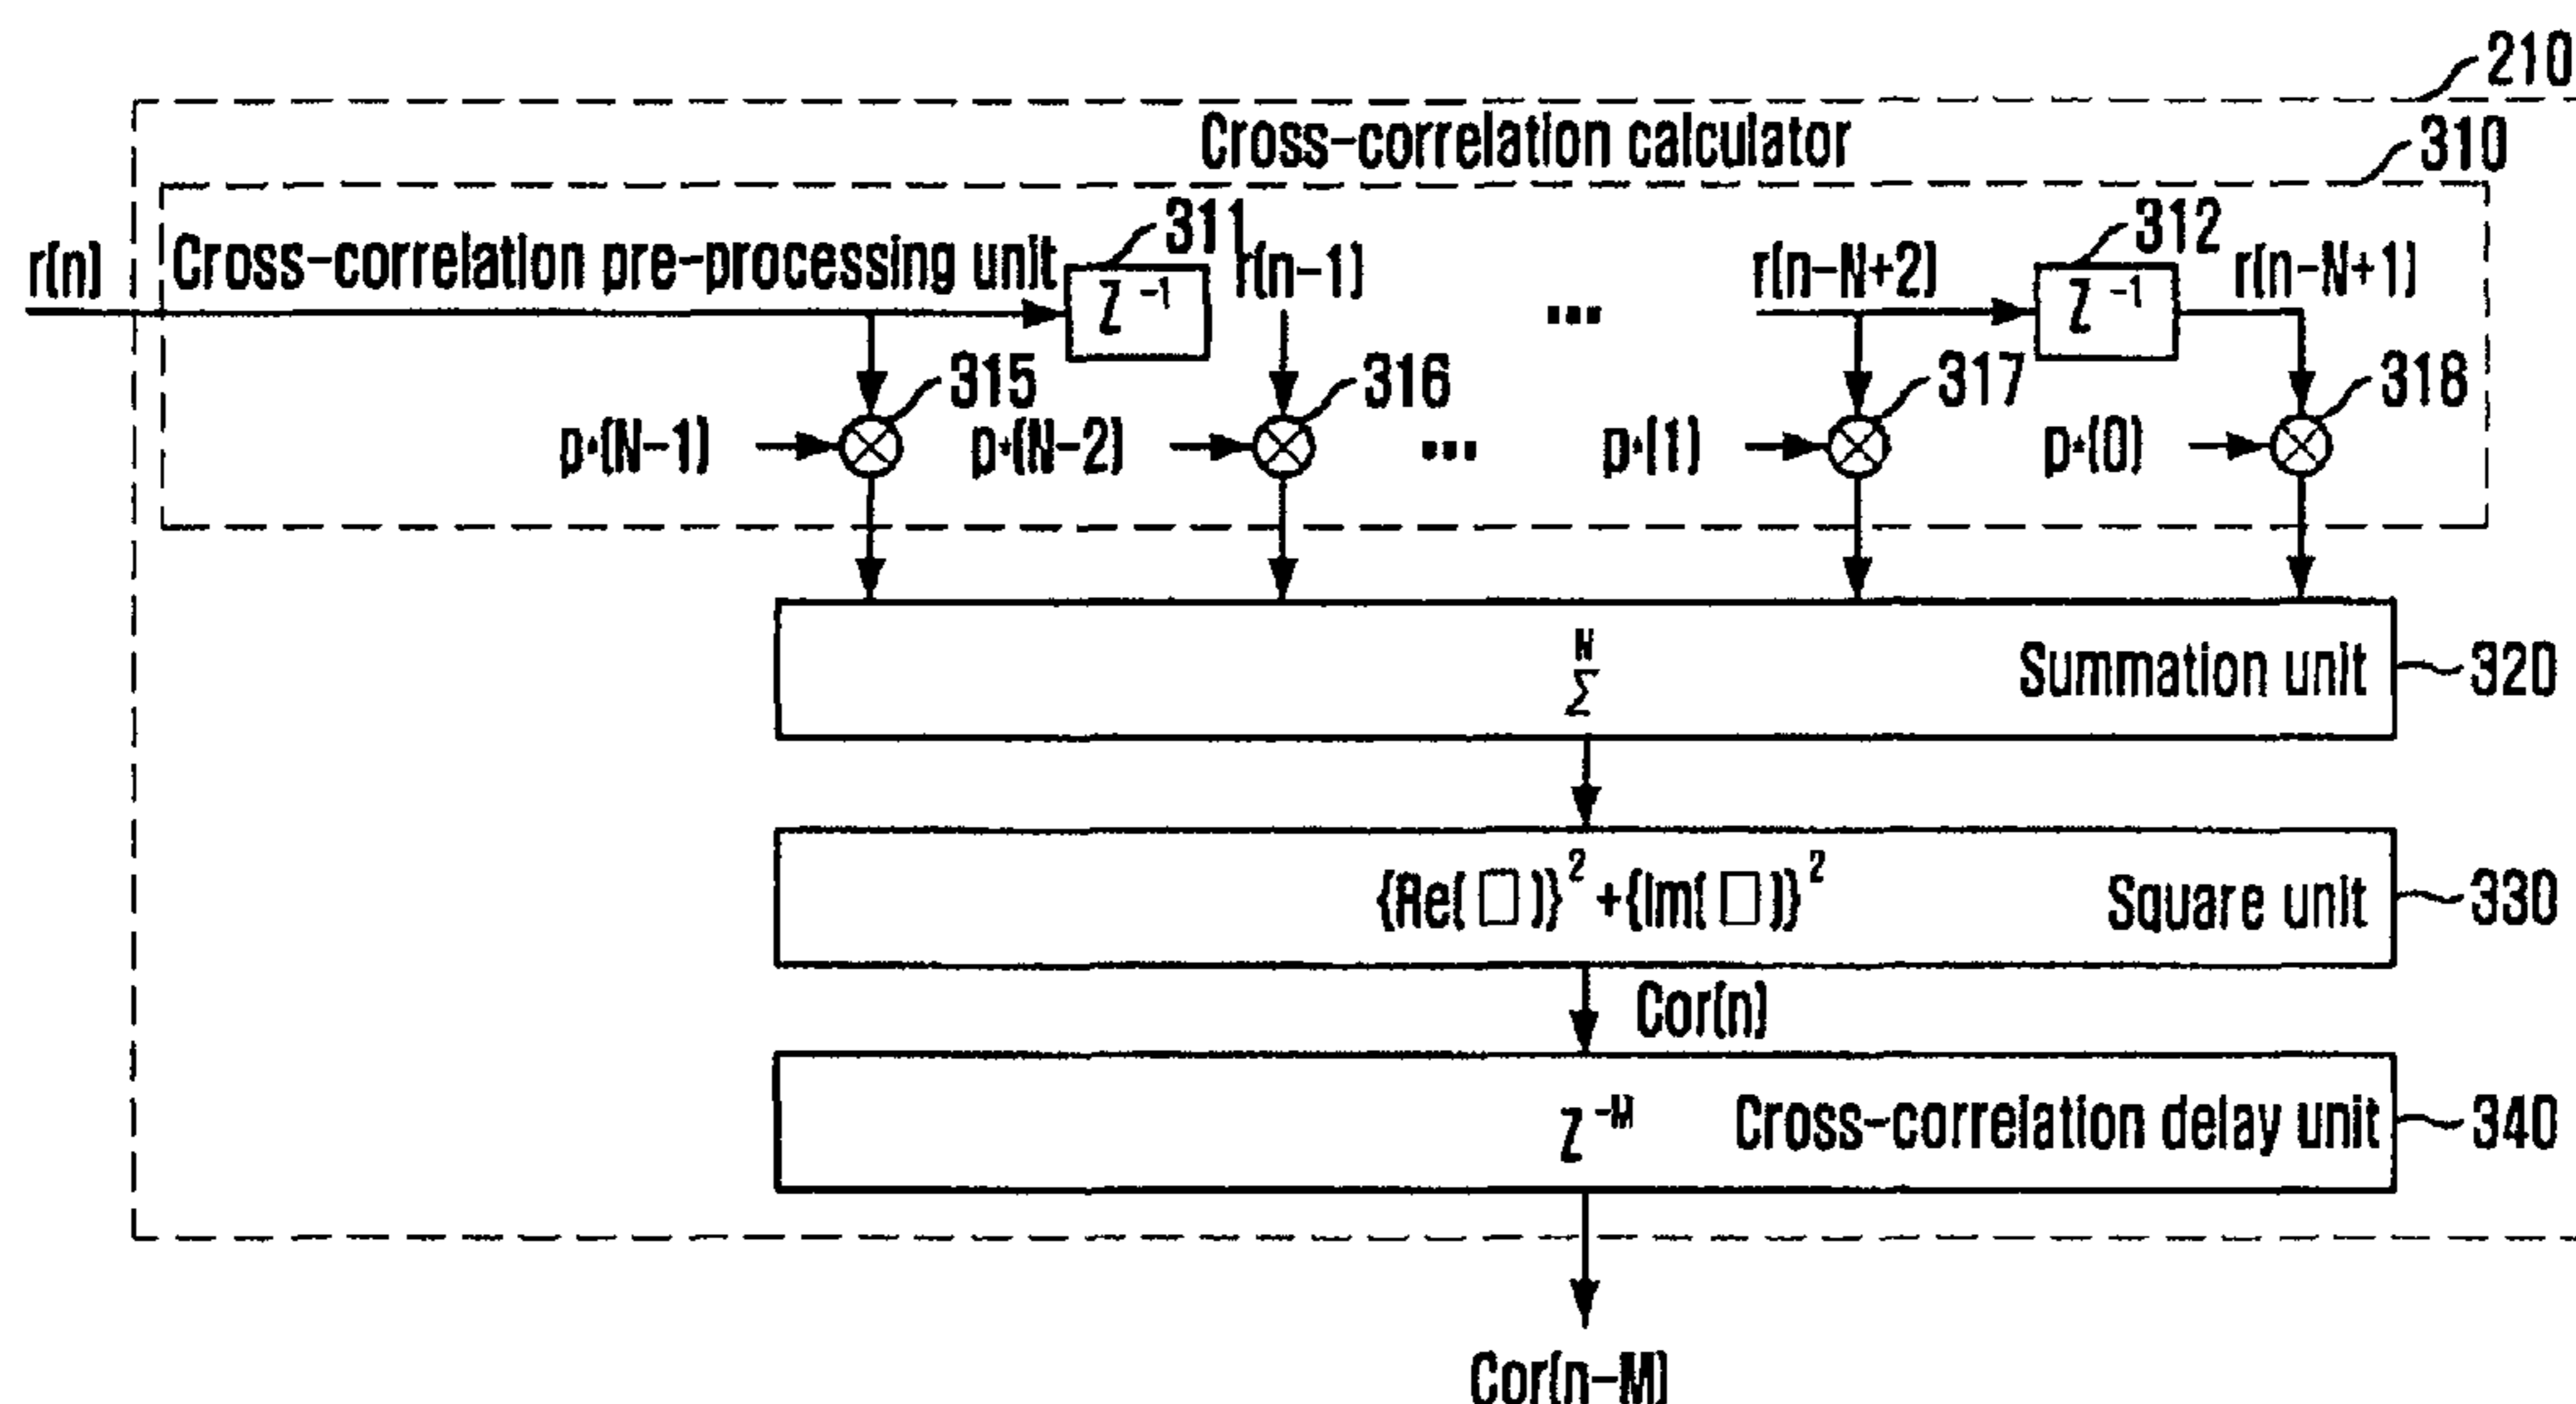 210
Cross-correlation calculator
310
Cross-correlation pre-processing unit
311
312
r(n)
r(n-1)
...
r(n-N+2)
r(n-N+1)
Z⁻¹
Z⁻¹
315
316
317
318
p*(N-1)
p*(N-2)
...
p*(1)
p*(0)
N
Σ
Summation unit
320
{Re(□)}² +{Im(□)}²
Square unit
330
Cor(n)
Z⁻ᴹ
Cross-correlation delay unit
340
Cor(n-M)